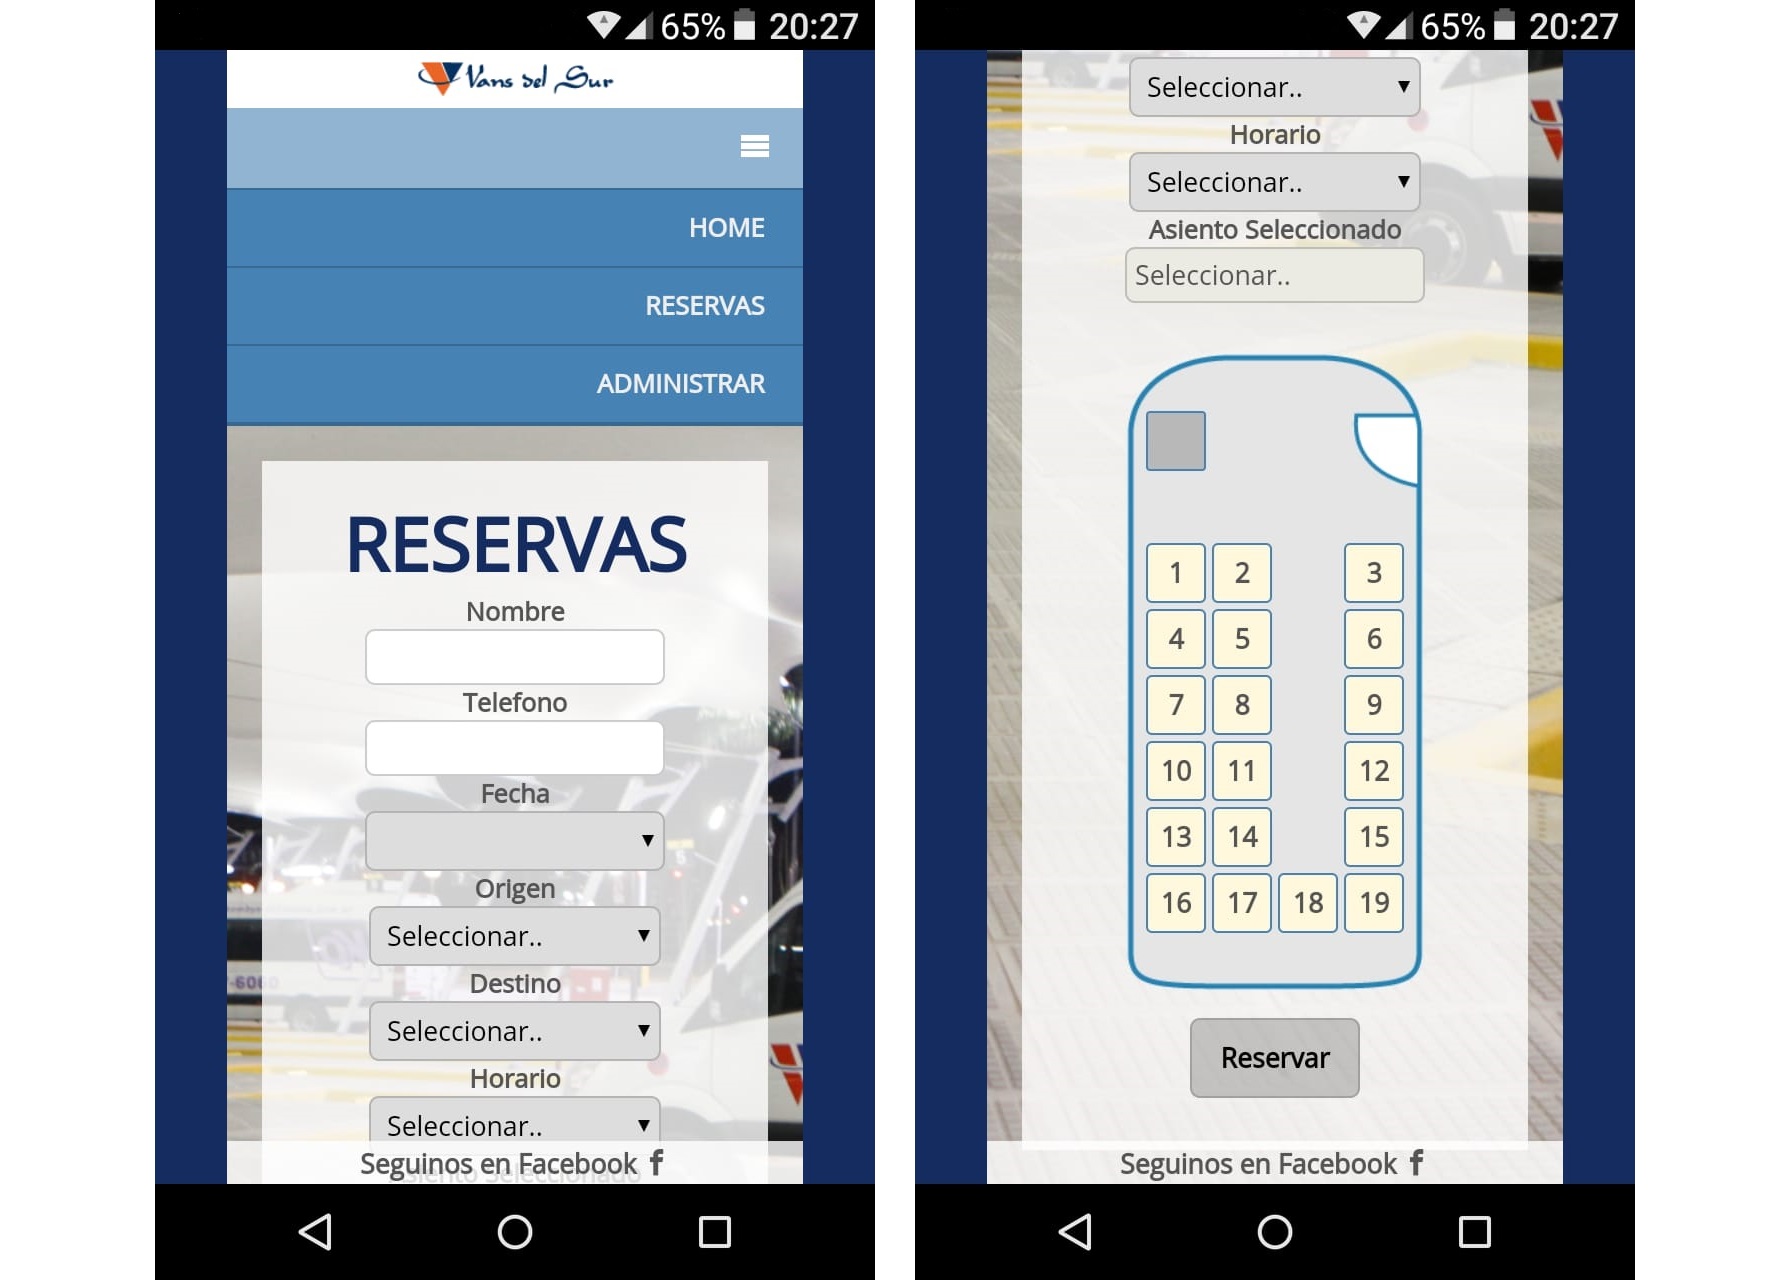 65% 20:27
Vans del Sur
HOME
RESERVAS
ADMINISTRAR
RESERVAS
Nombre
Telefono
Fecha
Origen
Seleccionar..
Destino
Seleccionar..
Horario
Seleccionar..
Seguinos en Facebook f
Asiento Seleccionado
65% 20:27
Seleccionar..
Horario
Seleccionar..
Asiento Seleccionado
Seleccionar..
1 2 3
4 5 6
7 8 9
10 11 12
13 14 15
16 17 18 19
Reservar
Seguinos en Facebook f